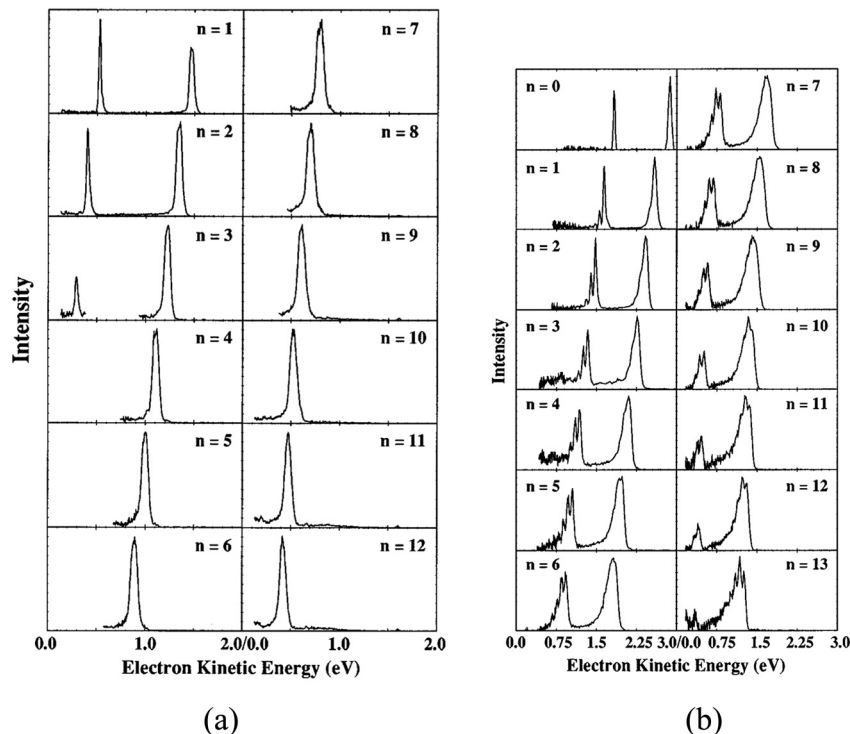 n = 1
n = 7
n = 2
n = 8
n = 3
n = 9
n = 4
n = 10
n = 5
n = 11
n = 6
n = 12
Intensity
0.0 1.0 2.0/0.0 1.0 2.0
Electron Kinetic Energy (eV)
(a)
n = 0
n = 7
n = 1
n = 8
n = 2
n = 9
n = 3
n = 10
n = 4
n = 11
n = 5
n = 12
n = 6
n = 13
Intensity
0.0 0.75 1.5 2.25 3.0/0.0 0.75 1.5 2.25 3.0
Electron Kinetic Energy (eV)
(b)